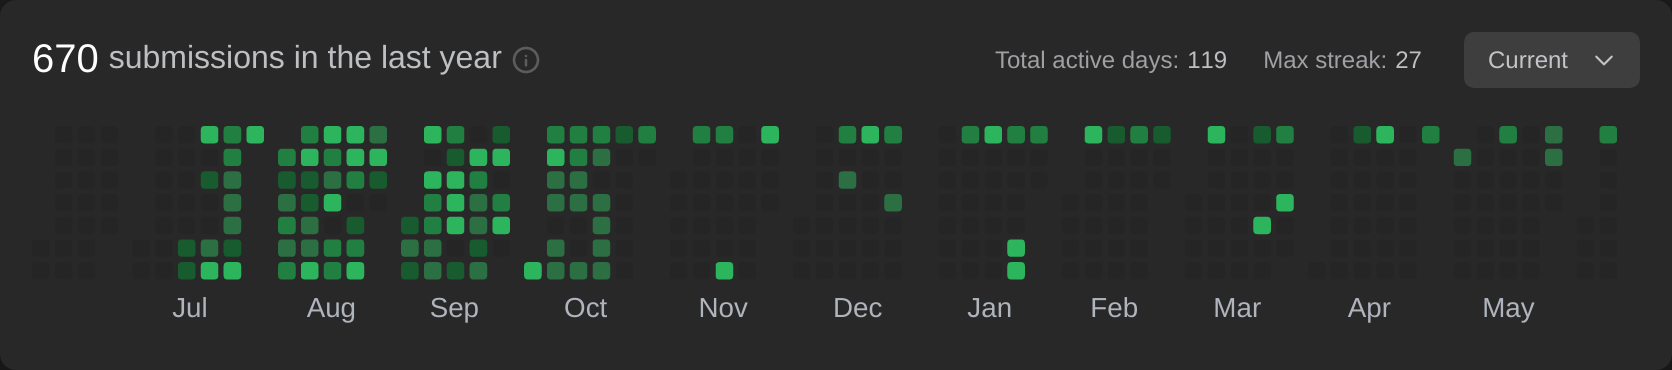 670 submissions in the last year Total active days: 119 Max streak: 27 Current
Jul Aug Sep Oct Nov Dec Jan Feb Mar Apr May